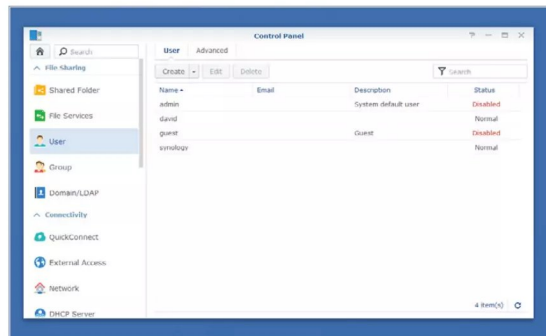 Control Panel
Search
User Advanced
File Sharing
Create Edit Delete
Search
Name Email Description Status
Shared Folder
admin System default user Disabled
david Normal
File Services
guest Guest Disabled
User
synology Normal
Group
Domain/LDAP
Connectivity
QuickConnect
External Access
Network
4 item(s)
DHCP Server